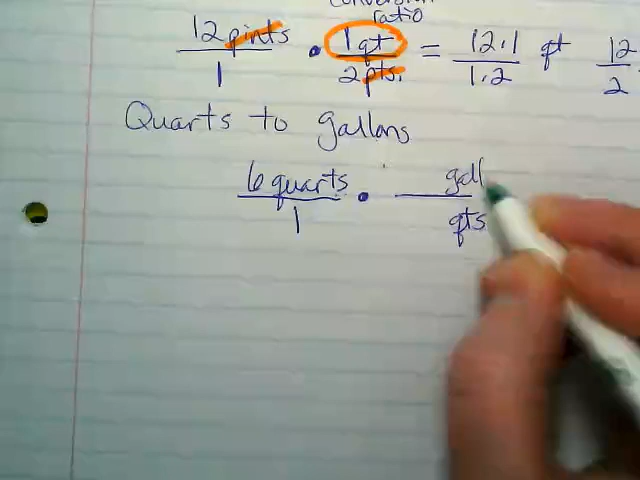 conversion
ratio
12 pints / 1 • 1 qt / 2 pts. = 12·1 / 1·2 qt 12 / 2
Quarts to gallons
6 quarts / 1 • gall / qts